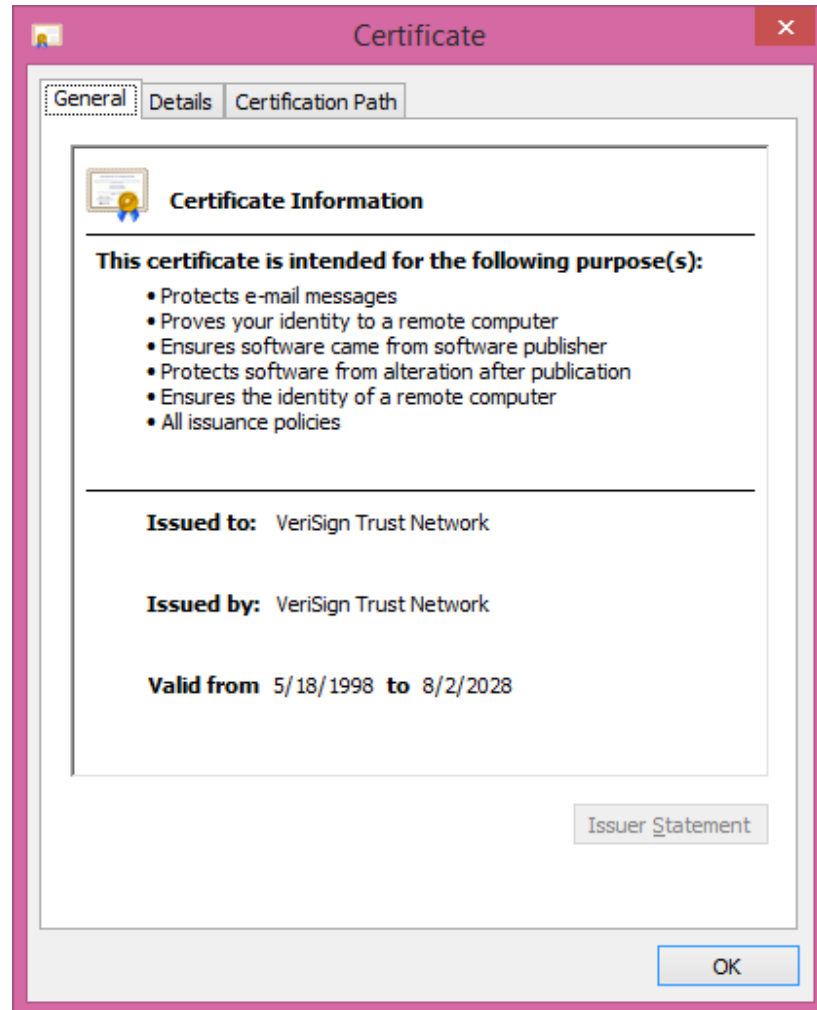 Certificate
General Details Certification Path
Certificate Information
This certificate is intended for the following purpose(s):
• Protects e-mail messages
• Proves your identity to a remote computer
• Ensures software came from software publisher
• Protects software from alteration after publication
• Ensures the identity of a remote computer
• All issuance policies
Issued to: VeriSign Trust Network
Issued by: VeriSign Trust Network
Valid from 5/18/1998 to 8/2/2028
Issuer Statement
OK